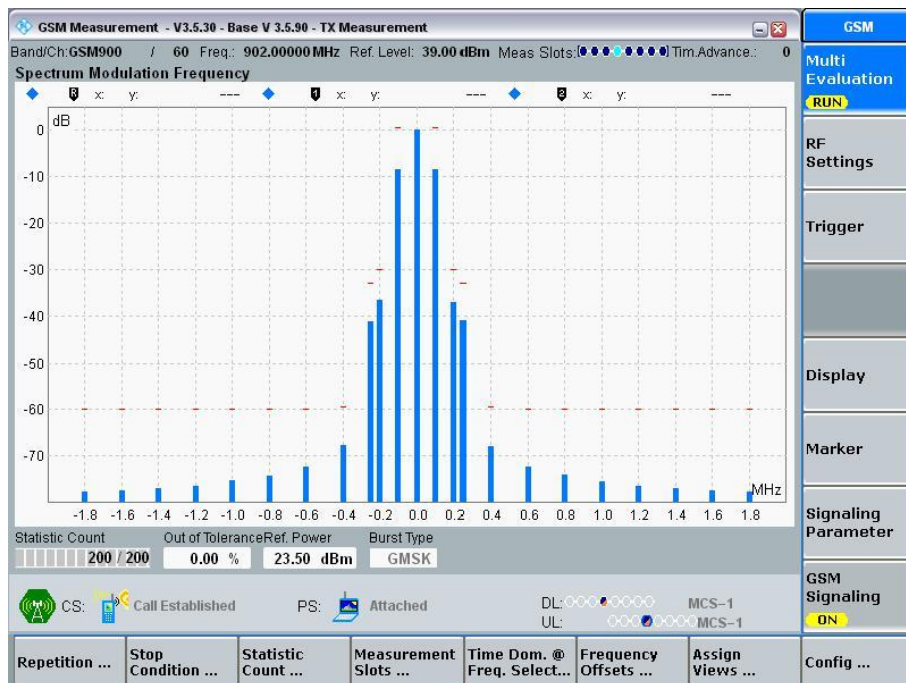 GSM Measurement - V3.5.30 - Base V 3.5.90 - TX Measurement
GSM
Band/Ch:GSM900 / 60 Freq.: 902.00000 MHz Ref. Level: 39.00 dBm Meas Slots: Tim.Advance.: 0
Spectrum Modulation Frequency
R x: y: --- 1 x: y: --- 2 x: y: ---
dB
0
-10
-20
-30
-40
-50
-60
-70
MHz
-1.8 -1.6 -1.4 -1.2 -1.0 -0.8 -0.6 -0.4 -0.2 0.0 0.2 0.4 0.6 0.8 1.0 1.2 1.4 1.6 1.8
Statistic Count Out of Tolerance Ref. Power Burst Type
200 / 200 0.00 % 23.50 dBm GMSK
CS: Call Established PS: Attached DL: MCS-1
UL: MCS-1
Multi
Evaluation
RUN
RF
Settings
Trigger
Display
Marker
Signaling
Parameter
GSM
Signaling
ON
Repetition ...
Stop
Condition ...
Statistic
Count ...
Measurement
Slots ...
Time Dom. @
Freq. Select...
Frequency
Offsets ...
Assign
Views ...
Config ...